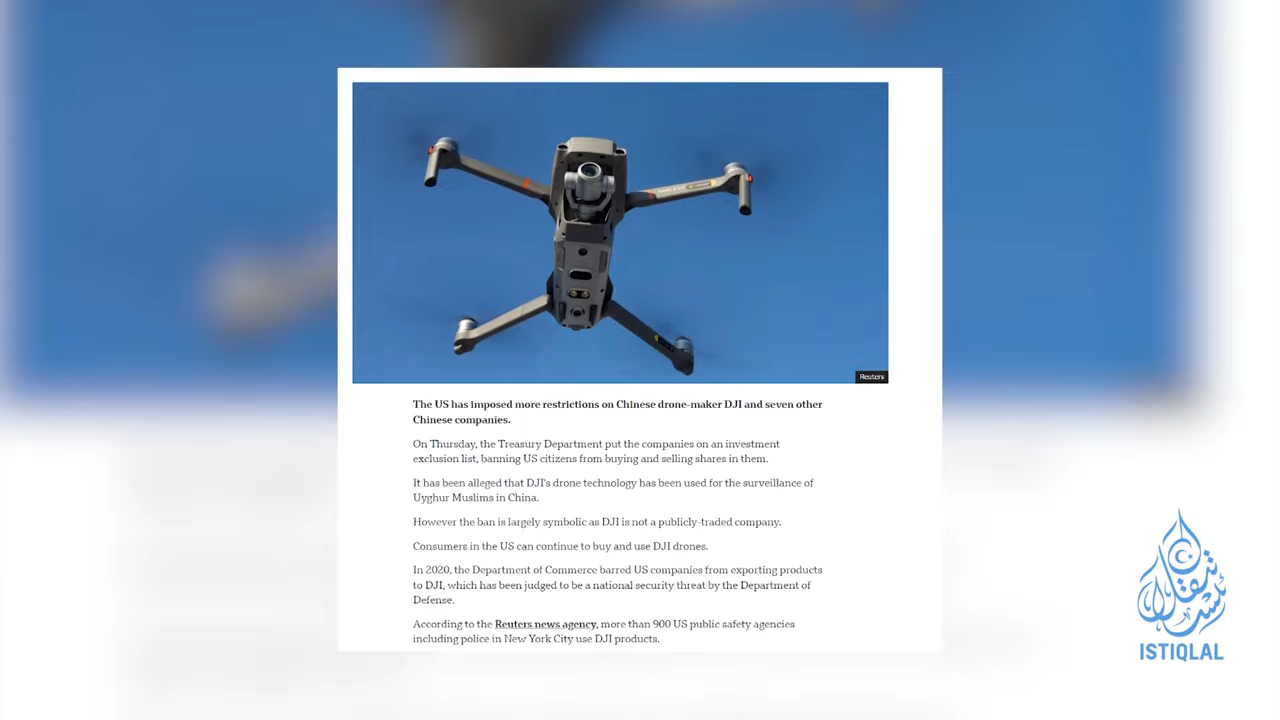 Reuters
The US has imposed more restrictions on Chinese drone-maker DJI and seven other
Chinese companies.
On Thursday, the Treasury Department put the companies on an investment
exclusion list, banning US citizens from buying and selling shares in them.
It has been alleged that DJI's drone technology has been used for the surveillance of
Uyghur Muslims in China.
However the ban is largely symbolic as DJI is not a publicly-traded company.
Consumers in the US can continue to buy and use DJI drones.
In 2020, the Department of Commerce barred US companies from exporting products
to DJI, which has been judged to be a national security threat by the Department of
Defense.
According to the Reuters news agency, more than 900 US public safety agencies
including police in New York City use DJI products.
ISTIQLAL